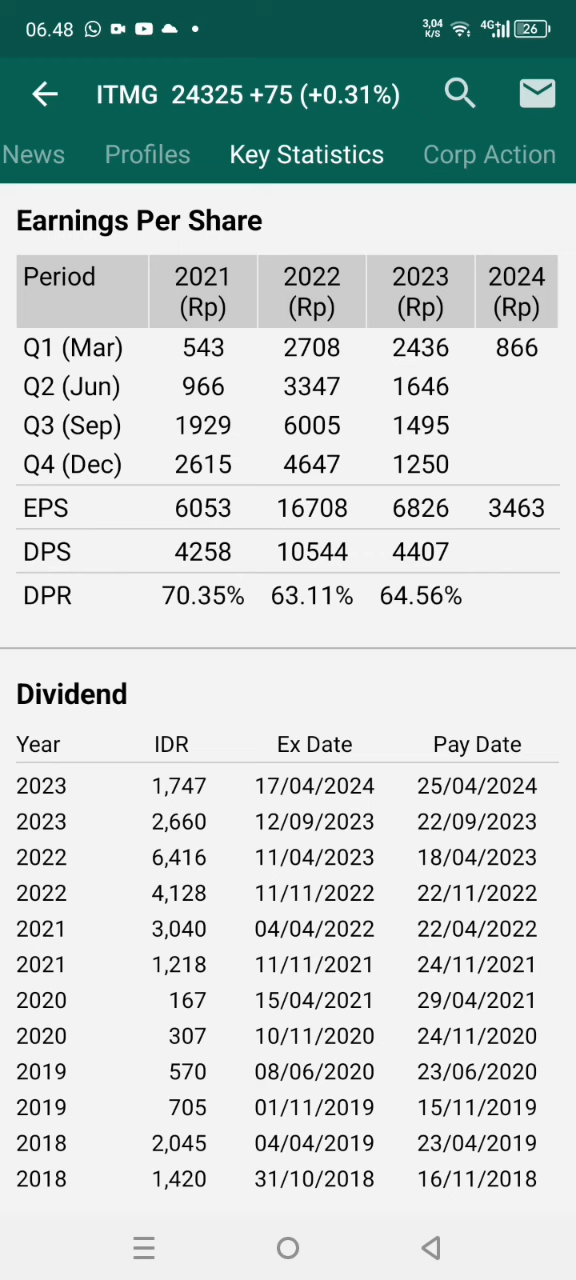 06.48 3,04 K/S 4G+ 26
ITMG 24325 +75 (+0.31%)
News Profiles Key Statistics Corp Action
Earnings Per Share
Period 2021 (Rp) 2022 (Rp) 2023 (Rp) 2024 (Rp)
Q1 (Mar) 543 2708 2436 866
Q2 (Jun) 966 3347 1646
Q3 (Sep) 1929 6005 1495
Q4 (Dec) 2615 4647 1250
EPS 6053 16708 6826 3463
DPS 4258 10544 4407
DPR 70.35% 63.11% 64.56%
Dividend
Year IDR Ex Date Pay Date
2023 1,747 17/04/2024 25/04/2024
2023 2,660 12/09/2023 22/09/2023
2022 6,416 11/04/2023 18/04/2023
2022 4,128 11/11/2022 22/11/2022
2021 3,040 04/04/2022 22/04/2022
2021 1,218 11/11/2021 24/11/2021
2020 167 15/04/2021 29/04/2021
2020 307 10/11/2020 24/11/2020
2019 570 08/06/2020 23/06/2020
2019 705 01/11/2019 15/11/2019
2018 2,045 04/04/2019 23/04/2019
2018 1,420 31/10/2018 16/11/2018